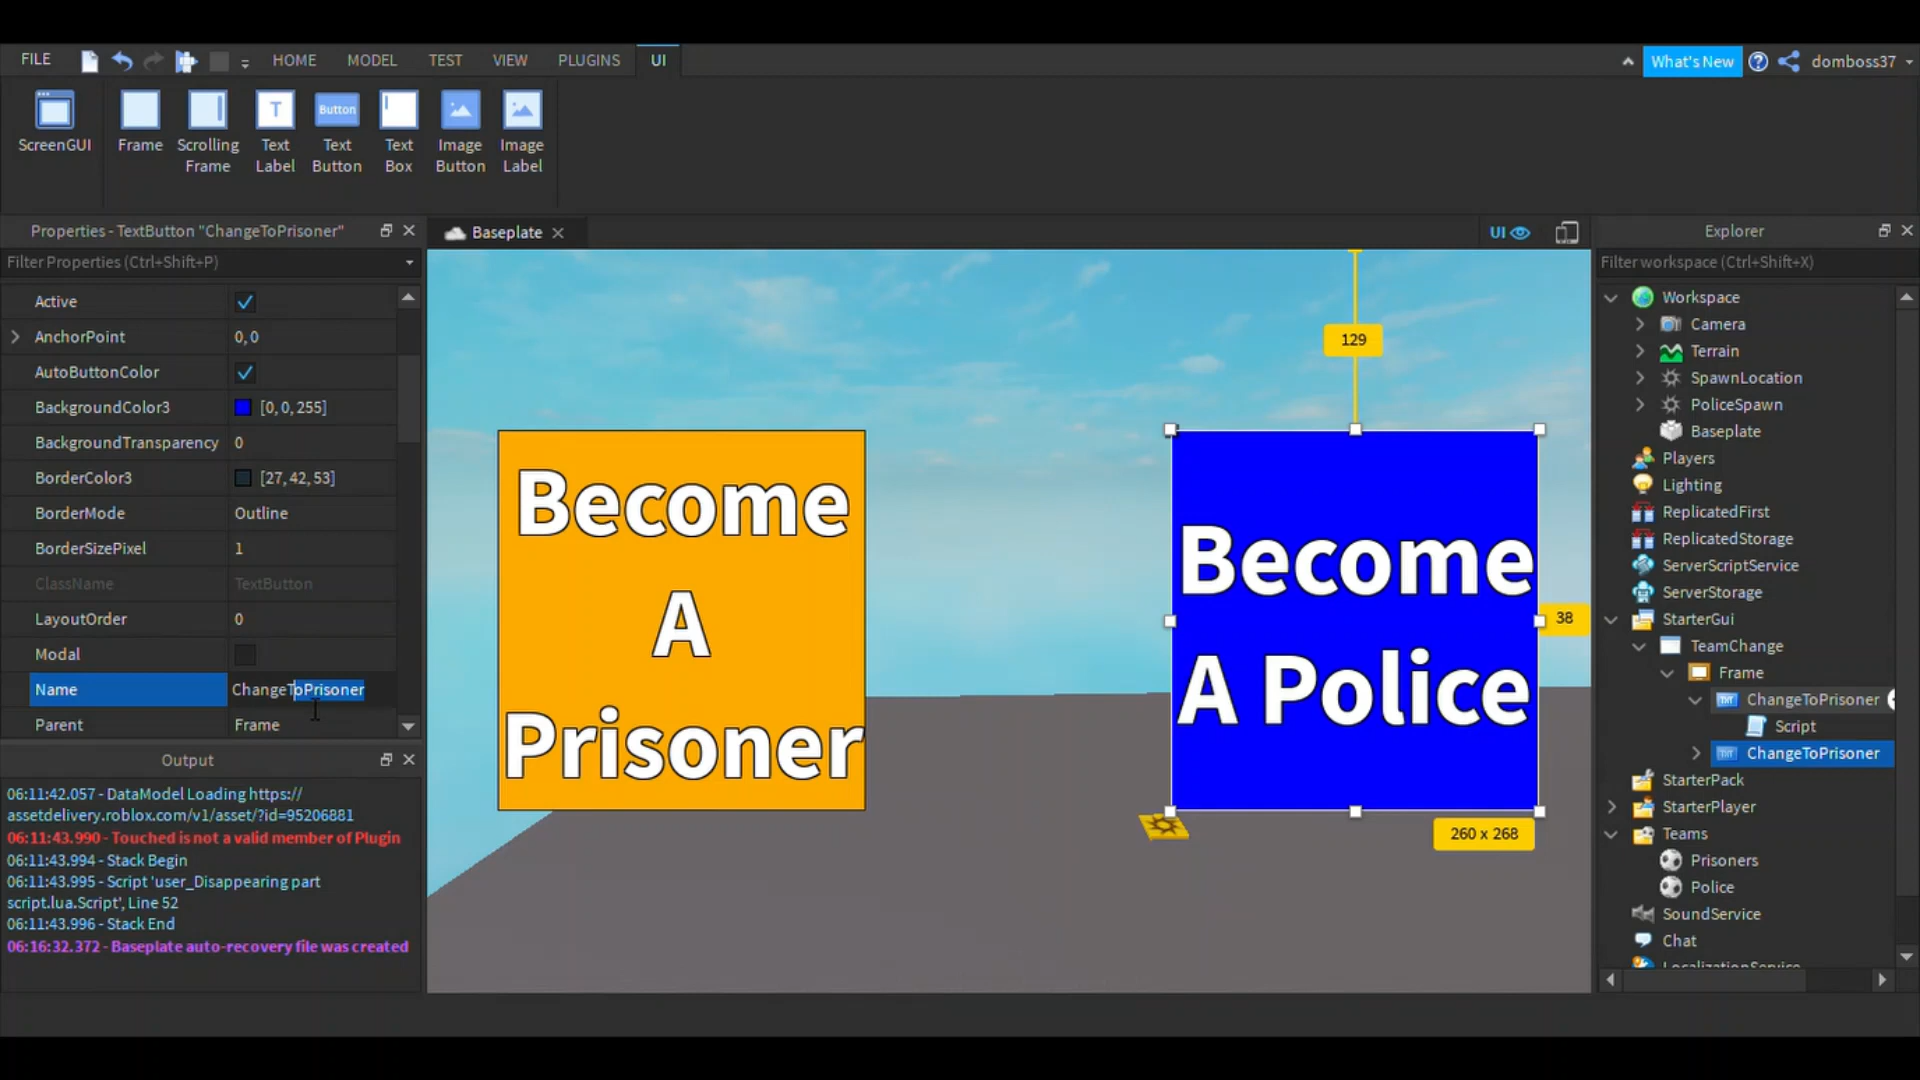 FILE
HOME
MODEL
TEST
VIEW
PLUGINS
UI
What's New
domboss37
ScreenGUI
Frame
Scrolling
Frame
Text
Label
Button
Text
Button
Text
Box
Image
Button
Image
Label
Properties - TextButton "ChangeToPrisoner"
Filter Properties (Ctrl+Shift+P)
Active
AnchorPoint 0, 0
AutoButtonColor
BackgroundColor3 [0, 0, 255]
BackgroundTransparency 0
BorderColor3 [27, 42, 53]
BorderMode Outline
BorderSizePixel 1
ClassName TextButton
LayoutOrder 0
Modal
Name ChangeToPrisoner
Parent Frame
Output
06:11:42.057 - DataModel Loading https://
assetdelivery.roblox.com/v1/asset/?id=95206881
06:11:43.990 - Touched is not a valid member of Plugin
06:11:43.994 - Stack Begin
06:11:43.995 - Script 'user_Disappearing part
script.lua.Script', Line 52
06:11:43.996 - Stack End
06:16:32.372 - Baseplate auto-recovery file was created
Baseplate
UI
129
Become
A
Prisoner
Become
A Police
38
260 x 268
Explorer
Filter workspace (Ctrl+Shift+X)
Workspace
Camera
Terrain
SpawnLocation
PoliceSpawn
Baseplate
Players
Lighting
ReplicatedFirst
ReplicatedStorage
ServerScriptService
ServerStorage
StarterGui
TeamChange
Frame
ChangeToPrisoner
Script
ChangeToPrisoner
StarterPack
StarterPlayer
Teams
Prisoners
Police
SoundService
Chat
LocalizationService